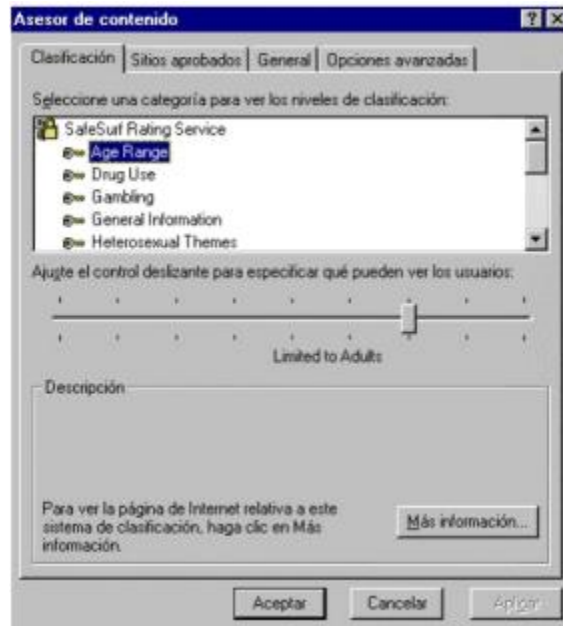 Asesor de contenido
Clasificación Sitios aprobados General Opciones avanzadas
Seleccione una categoría para ver los niveles de clasificación:
SafeSurf Rating Service
Age Range
Drug Use
Gambling
General Information
Heterosexual Themes
Ajuste el control deslizante para especificar qué pueden ver los usuarios:
Limited to Adults
Descripción
Para ver la página de Internet relativa a este
sistema de clasificación, haga clic en Más
información.
Más información...
Aceptar Cancelar Aplicar